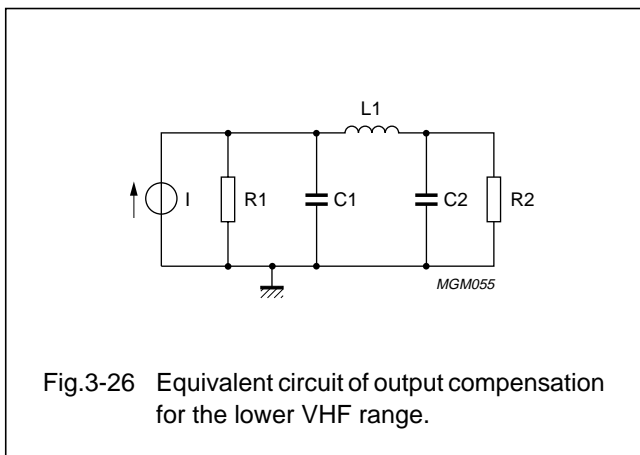 L1
I
R1
C1
C2
R2
MGM055
Fig.3-26 Equivalent circuit of output compensation
for the lower VHF range.